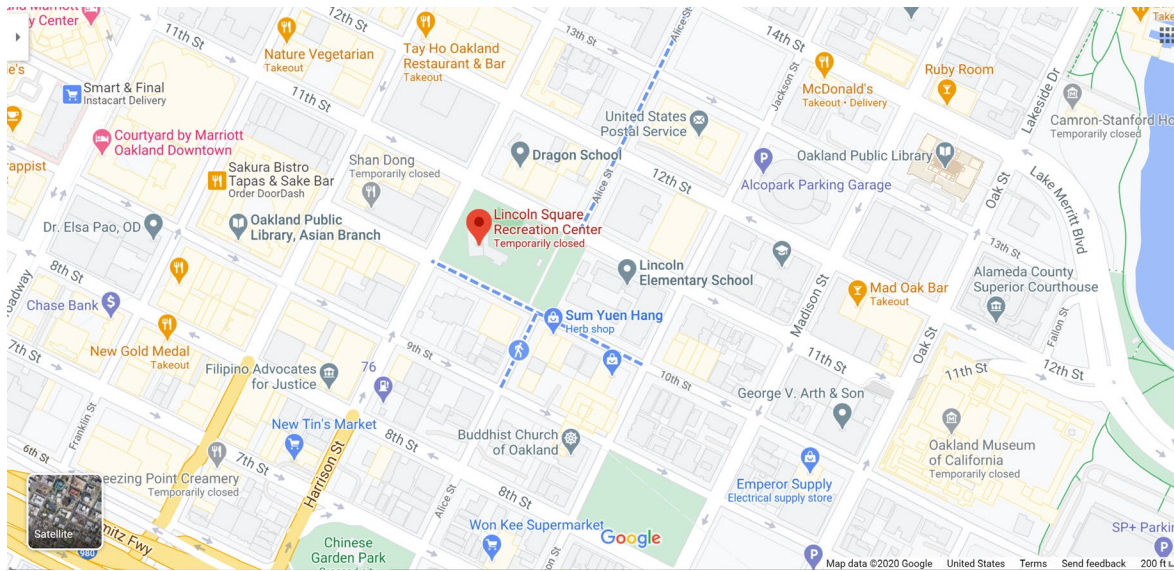 nd Marriott
y Center
11th St
12th St
Nature Vegetarian
Takeout
Tay Ho Oakland
Restaurant & Bar
Takeout
13th St
Alice St
14th St
Jackson St
McDonald's
Takeout • Delivery
Ruby Room
Lakeside Dr
Camron-Stanford Ho
Temporarily closed
e's
Smart & Final
Instacart Delivery
11th St
United States
Postal Service
Courtyard by Marriott
Oakland Downtown
rappist
Sakura Bistro
Tapas & Sake Bar
Order DoorDash
Shan Dong
Temporarily closed
Dragon School
Alice St
12th St
Alcopark Parking Garage
Oakland Public Library
Oak St
Lake Merritt Blvd
Dr. Elsa Pao, OD
Oakland Public
Library, Asian Branch
Lincoln Square
Recreation Center
Temporarily closed
13th St
8th St
Lincoln
Elementary School
Alameda County
Superior Courthouse
Broadway
Chase Bank
Mad Oak Bar
Takeout
Madison St
Sum Yuen Hang
Herb shop
Fallon St
7th St
New Gold Medal
Takeout
9th St
11th St
Oak St
11th St
12th St
Filipino Advocates
for Justice
76
10th St
George V. Arth & Son
Franklin St
New Tin's Market
8th St
Buddhist Church
of Oakland
Oakland Museum
of California
Temporarily closed
6th St
7th St
Harrison St
eezing Point Creamery
Temporarily closed
Alice St
8th St
Emperor Supply
Electrical supply store
Satellite
mitz Fwy
980
Won Kee Supermarket
Google
Chinese
Garden Park
SP+ Parkin
Map data ©2020 Google United States Terms Send feedback 200 ft